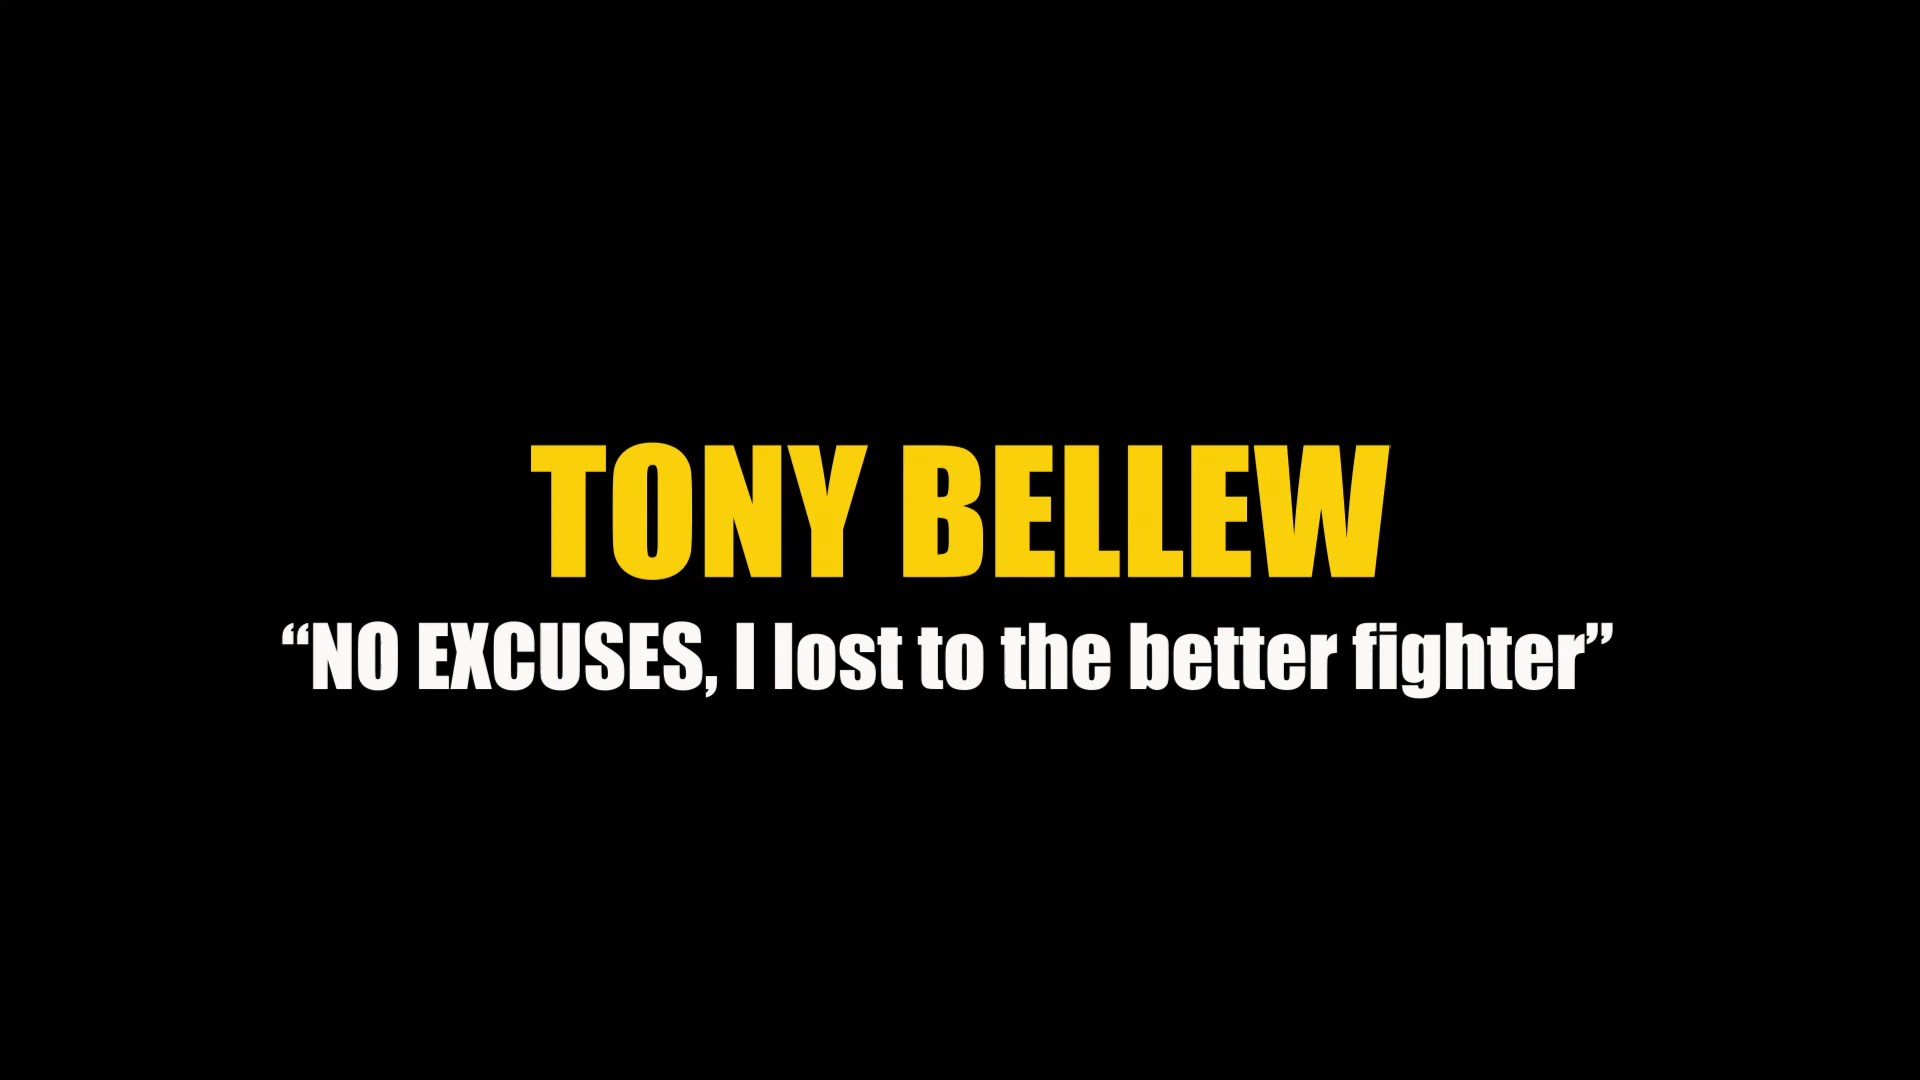 TONY BELLEW
“NO EXCUSES, I lost to the better fighter”